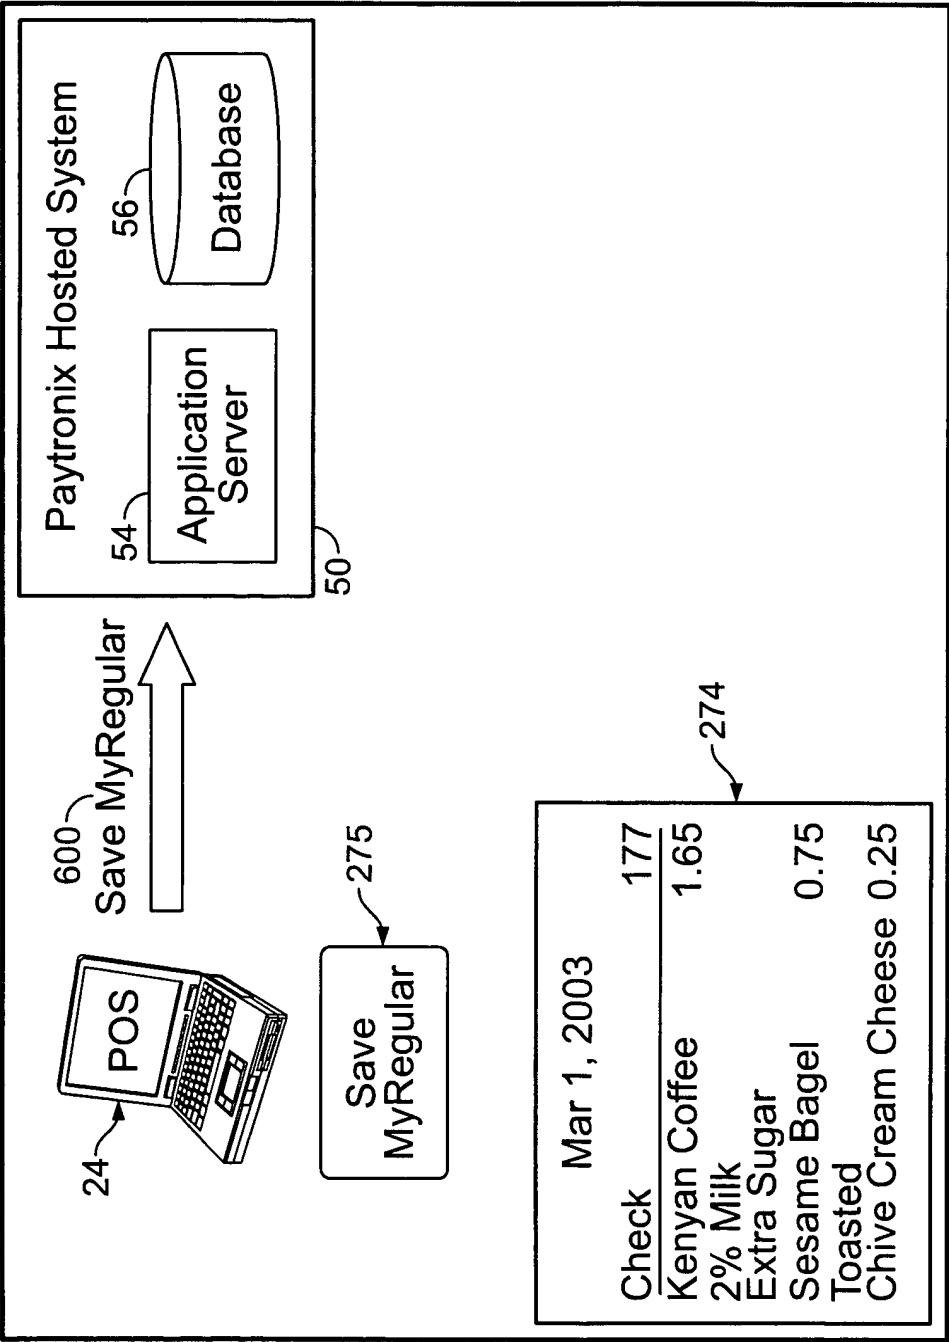 600
Save MyRegular
24
POS
275
Save
MyRegular
Paytronix Hosted System
54
56
Application
Server
Database
50
274
Mar 1, 2003
Check 177
Kenyan Coffee 1.65
2% Milk
Extra Sugar
Sesame Bagel 0.75
Toasted
Chive Cream Cheese 0.25